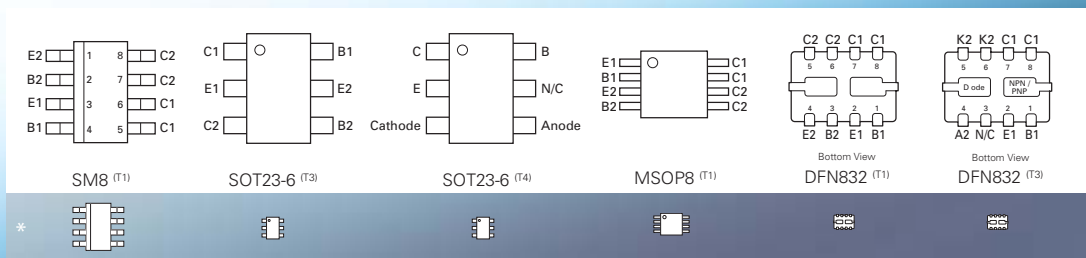 E2 1 8 C2
B2 2 7 C2
E1 3 6 C1
B1 4 5 C1
SM8 (T1)
C1 B1
E1 E2
C2 B2
SOT23-6 (T3)
C B
E N/C
Cathode Anode
SOT23-6 (T4)
E1 C1
B1 C1
E2 C2
B2 C2
MSOP8 (T1)
C2 C2 C1 C1
5 6 7 8
4 3 2 1
E2 B2 E1 B1
Bottom View
DFN832 (T1)
K2 K2 C1 C1
5 6 7 8
D ode NPN /
PNP
4 3 2 1
A2 N/C E1 B1
Bottom View
DFN832 (T3)
*